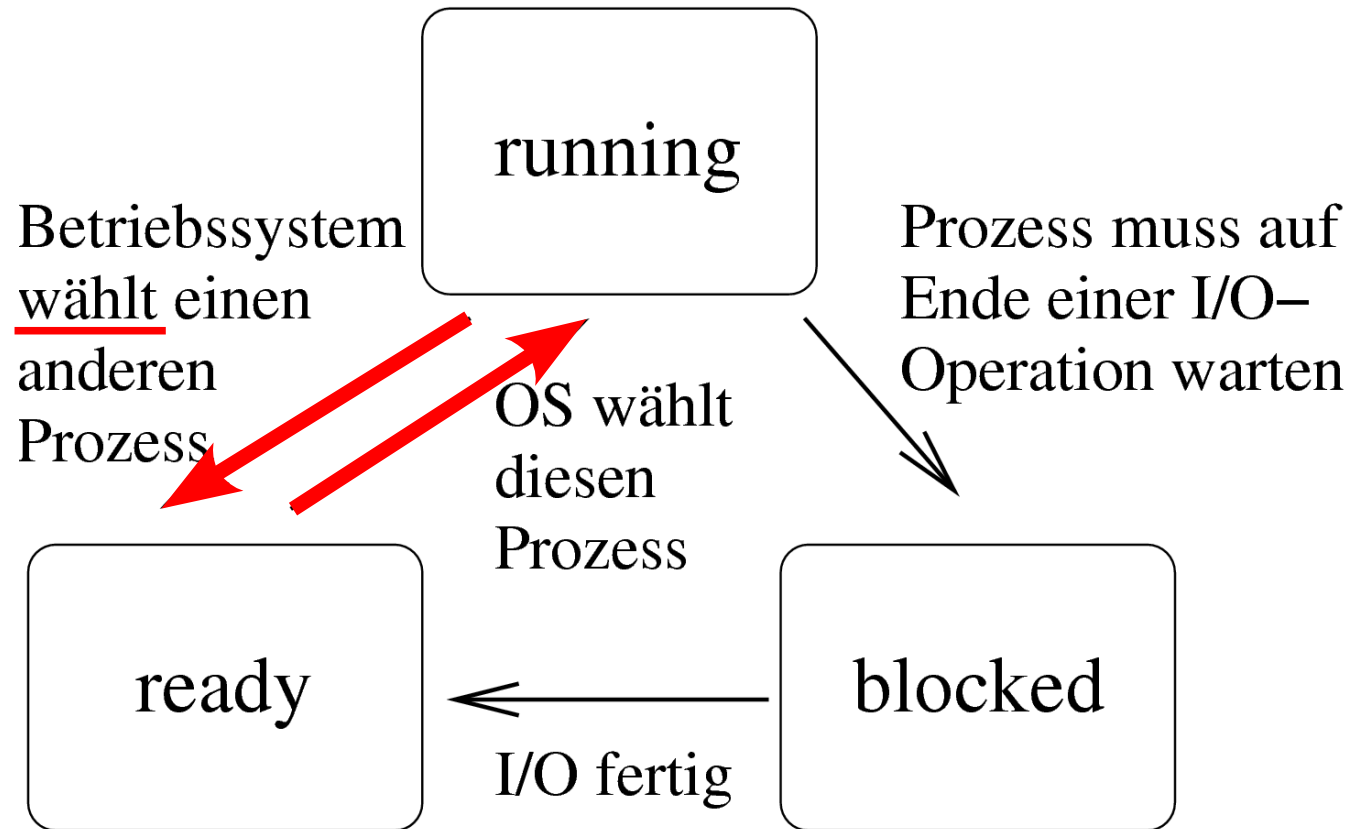 running
Betriebssystem
wählt einen
anderen
Prozess
Prozess muss auf
Ende einer I/O–
Operation warten
OS wählt
diesen
Prozess
ready
blocked
I/O fertig